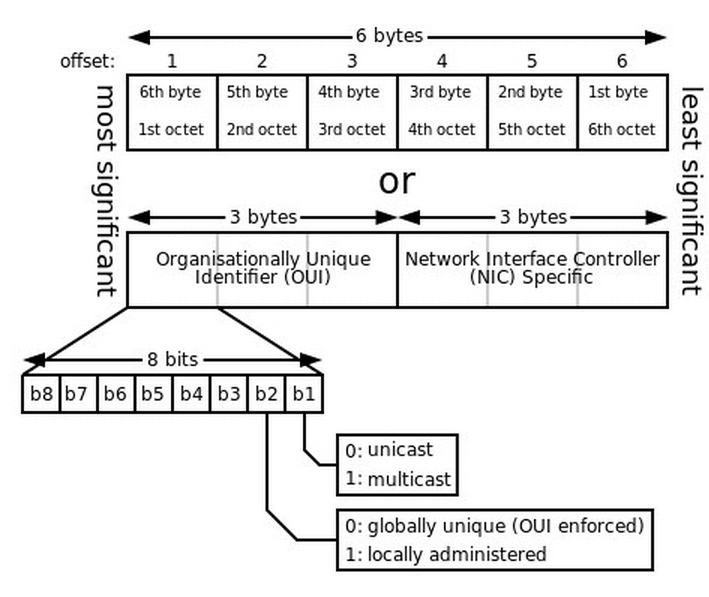 6 bytes
offset: 1 2 3 4 5 6
6th byte 5th byte 4th byte 3rd byte 2nd byte 1st byte
1st octet 2nd octet 3rd octet 4th octet 5th octet 6th octet
most significant
least significant
or
3 bytes 3 bytes
Organisationally Unique
Identifier (OUI)
Network Interface Controller
(NIC) Specific
8 bits
b8 b7 b6 b5 b4 b3 b2 b1
0: unicast
1: multicast
0: globally unique (OUI enforced)
1: locally administered